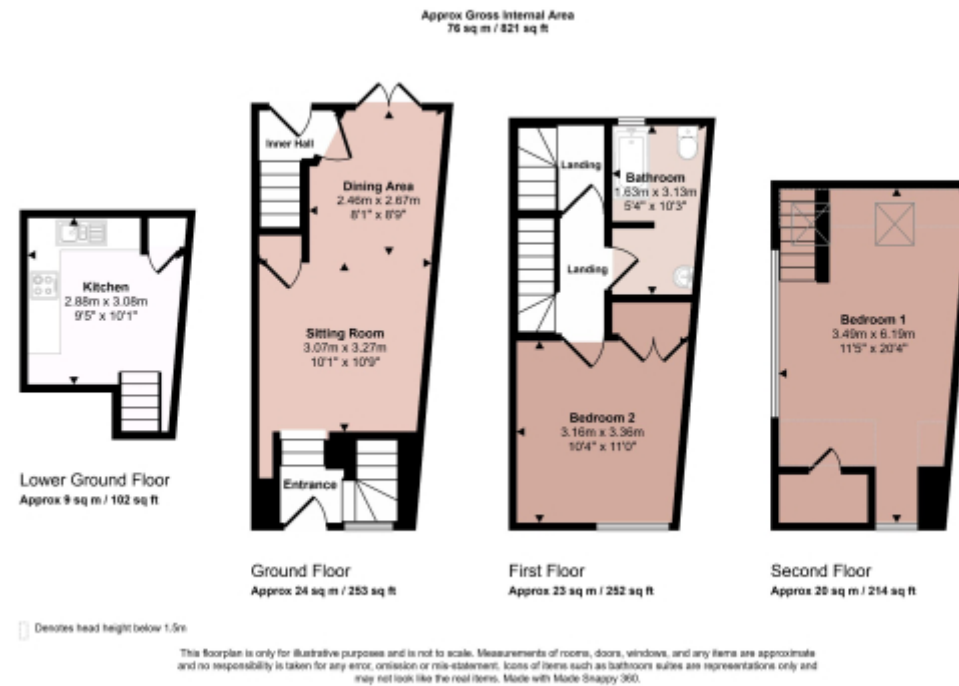 Approx Gross Internal Area
76 sq m / 821 sq ft
Inner Hall
Dining Area
2.46m x 2.67m
8'1" x 8'9"
Landing
Bathroom
1.63m x 3.13m
5'4" x 10'3"
Kitchen
2.88m x 3.08m
9'5" x 10'1"
Landing
Sitting Room
3.07m x 3.27m
10'1" x 10'9"
Bedroom 1
3.49m x 6.19m
11'5" x 20'4"
Bedroom 2
3.16m x 3.36m
10'4" x 11'0"
Entrance
Lower Ground Floor
Approx 9 sq m / 102 sq ft
Ground Floor
Approx 24 sq m / 253 sq ft
First Floor
Approx 23 sq m / 252 sq ft
Second Floor
Approx 20 sq m / 214 sq ft
Denotes head height below 1.5m
This floorplan is only for illustrative purposes and is not to scale. Measurements of rooms, doors, windows, and any items are approximate
and no responsibility is taken for any error, omission or mis-statement. Icons of items such as bathroom suites are representations only and
may not look like the real items. Made with Made Snappy 360.